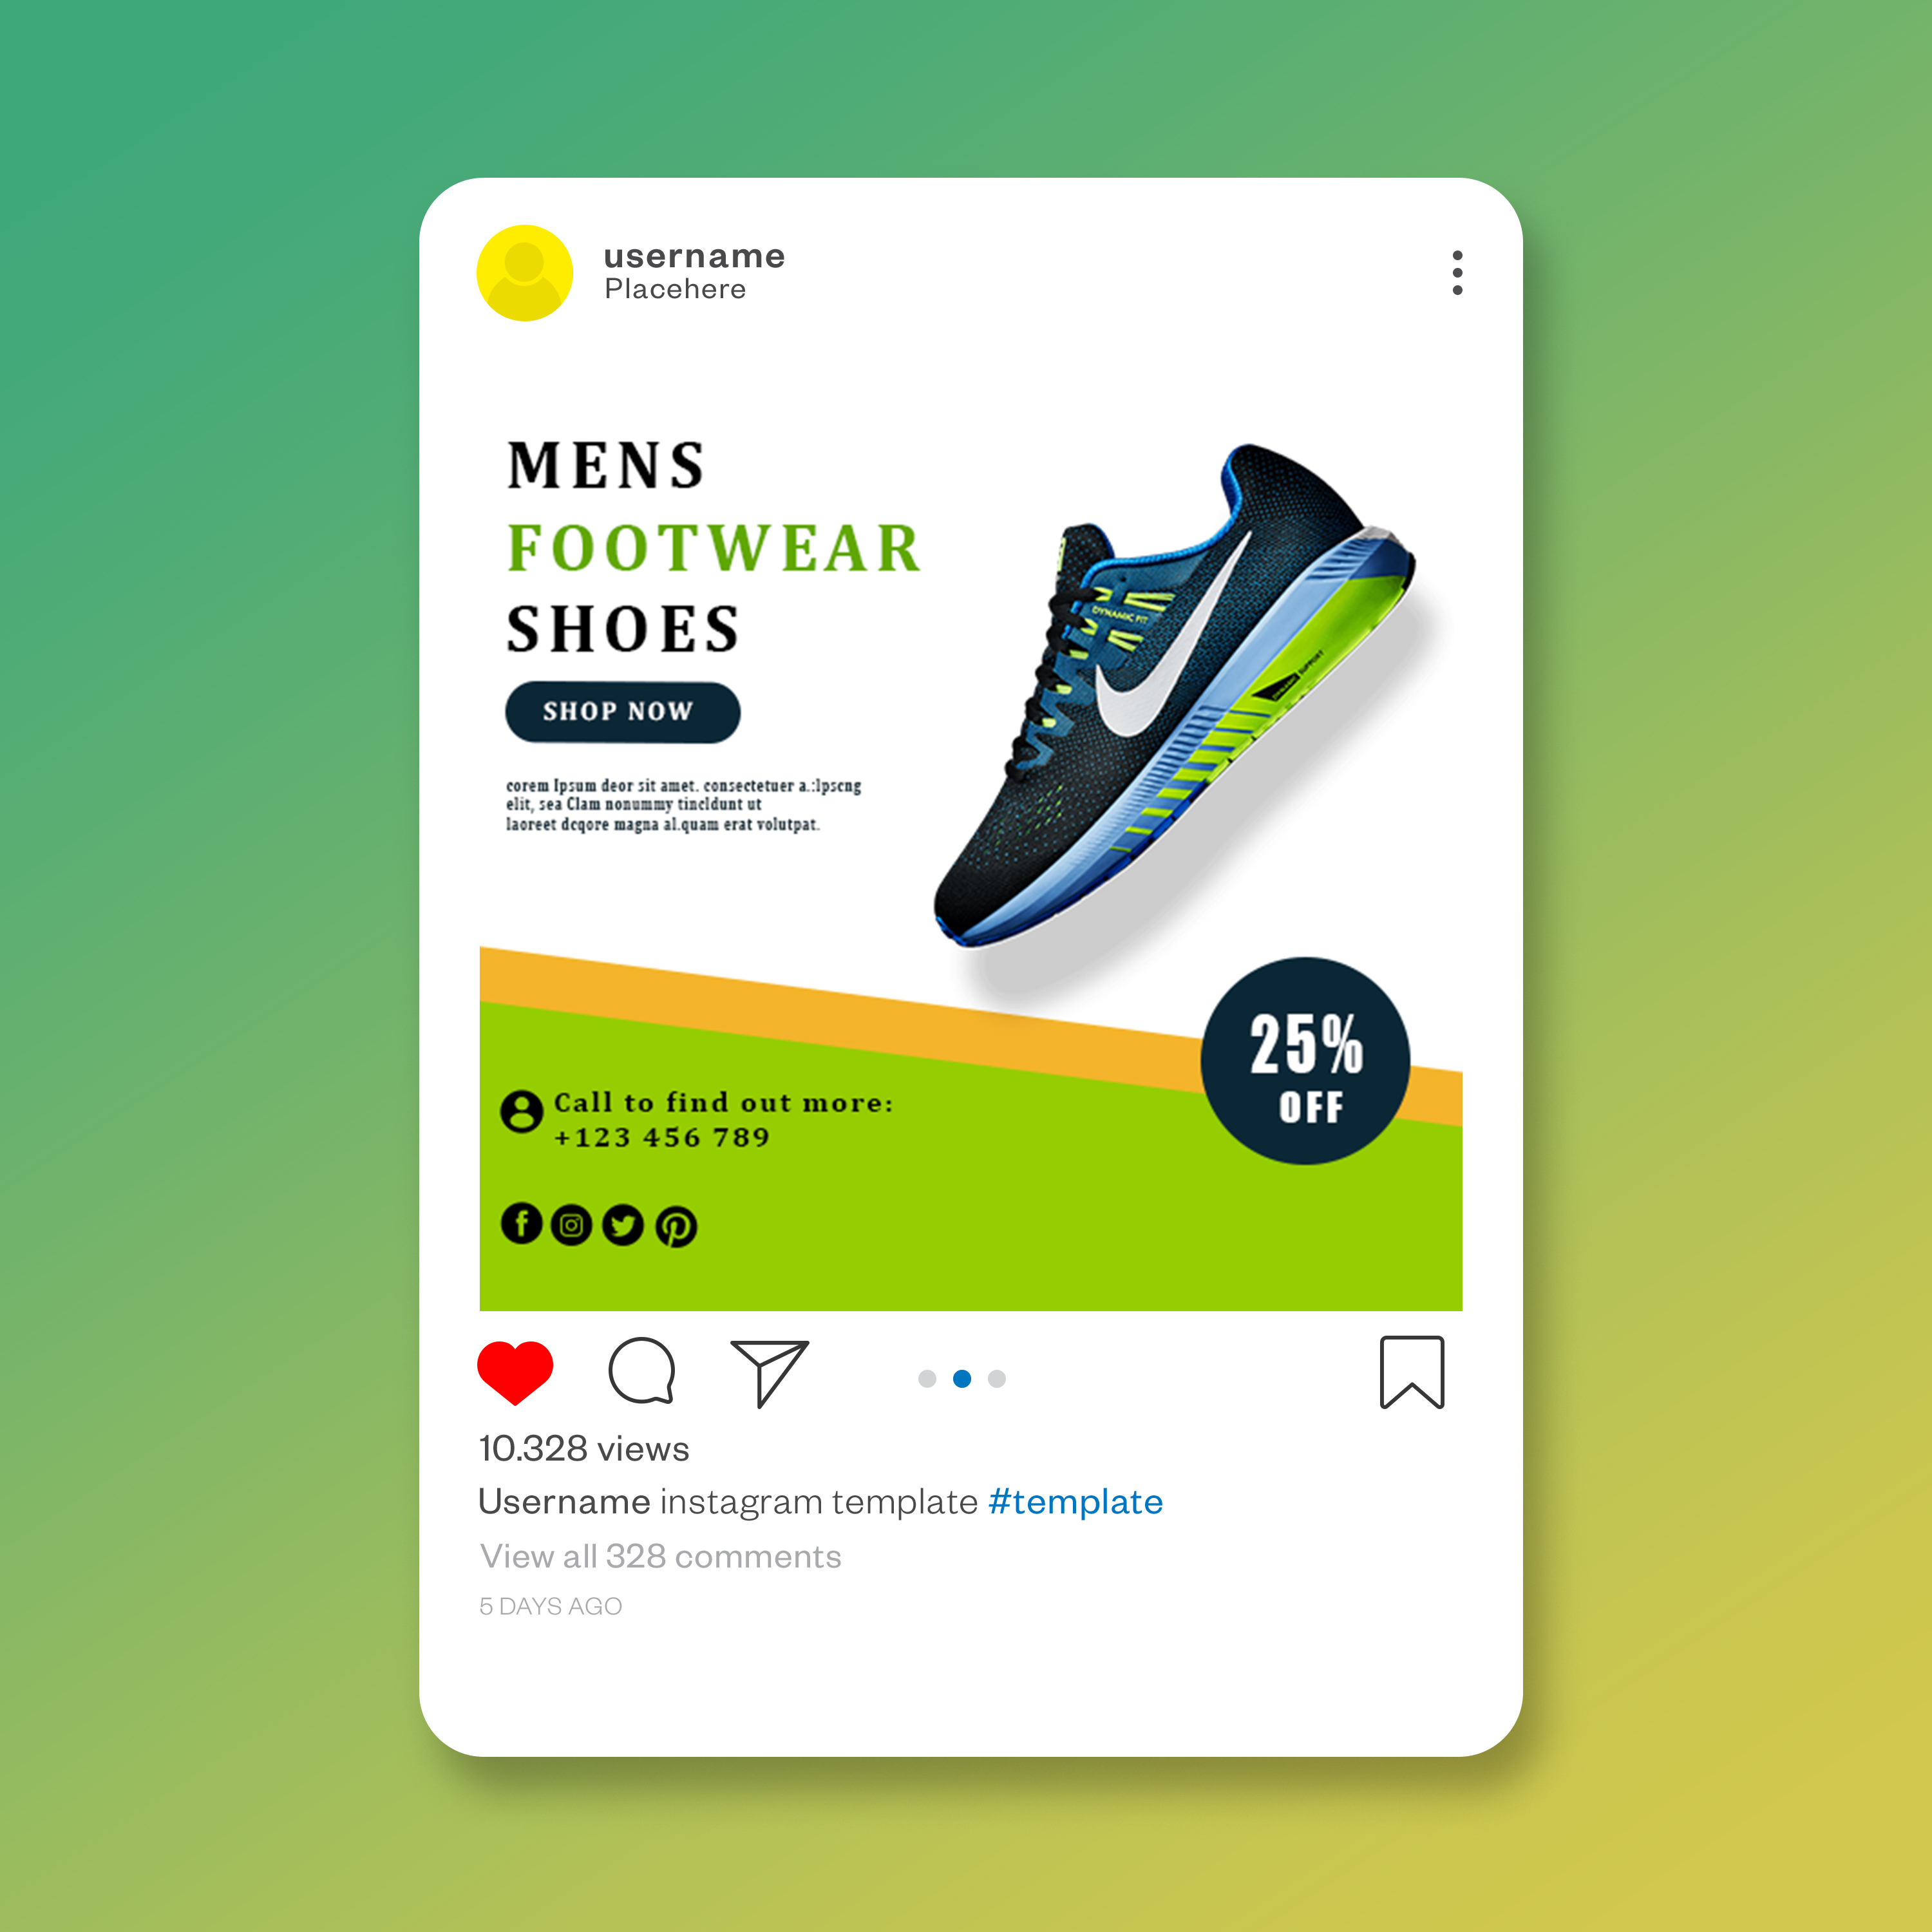 username
Placehere
MENS
FOOTWEAR
SHOES
SHOP NOW
corem Ipsum deor sit amet. consectetuer a.:lpscng
elit, sea Clam nonummy tincldunt ut
laoreet dcqore magna al.quam erat volutpat.
DYNAMIC FIT
DYNAMIC SUPPORT
25%
OFF
Call to find out more:
+123 456 789
10.328 views
Username instagram template #template
View all 328 comments
5 DAYS AGO